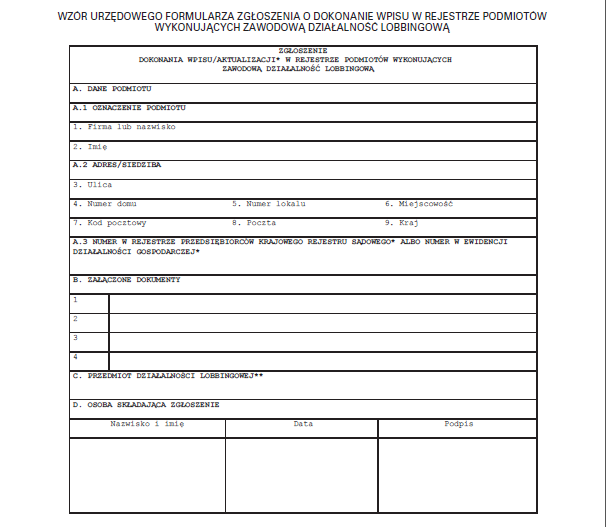 WZÓR URZĘDOWEGO FORMULARZA ZGŁOSZENIA O DOKONANIE WPISU W REJESTRZE PODMIOTÓW
WYKONUJĄCYCH ZAWODOWĄ DZIAŁALNOŚĆ LOBBINGOWĄ
ZGŁOSZENIE
DOKONANIA WPISU/AKTUALIZACJI* W REJESTRZE PODMIOTÓW WYKONUJĄCYCH
ZAWODOWĄ DZIAŁALNOŚĆ LOBBINGOWĄ
A. DANE PODMIOTU
A.1 OZNACZENIE PODMIOTU
1. Firma lub nazwisko
2. Imię
A.2 ADRES/SIEDZIBA
3. Ulica
4. Numer domu 5. Numer lokalu 6. Miejscowość
7. Kod pocztowy 8. Poczta 9. Kraj
A.3 NUMER W REJESTRZE PRZEDSIĘBIORCÓW KRAJOWEGO REJESTRU SĄDOWEGO* ALBO NUMER W EWIDENCJI
DZIAŁALNOŚCI GOSPODARCZEJ*
B. ZAŁĄCZONE DOKUMENTY
1
2
3
4
C. PRZEDMIOT DZIAŁALNOŚCI LOBBINGOWEJ**
D. OSOBA SKŁADAJĄCA ZGŁOSZENIE
Nazwisko i imię Data Podpis